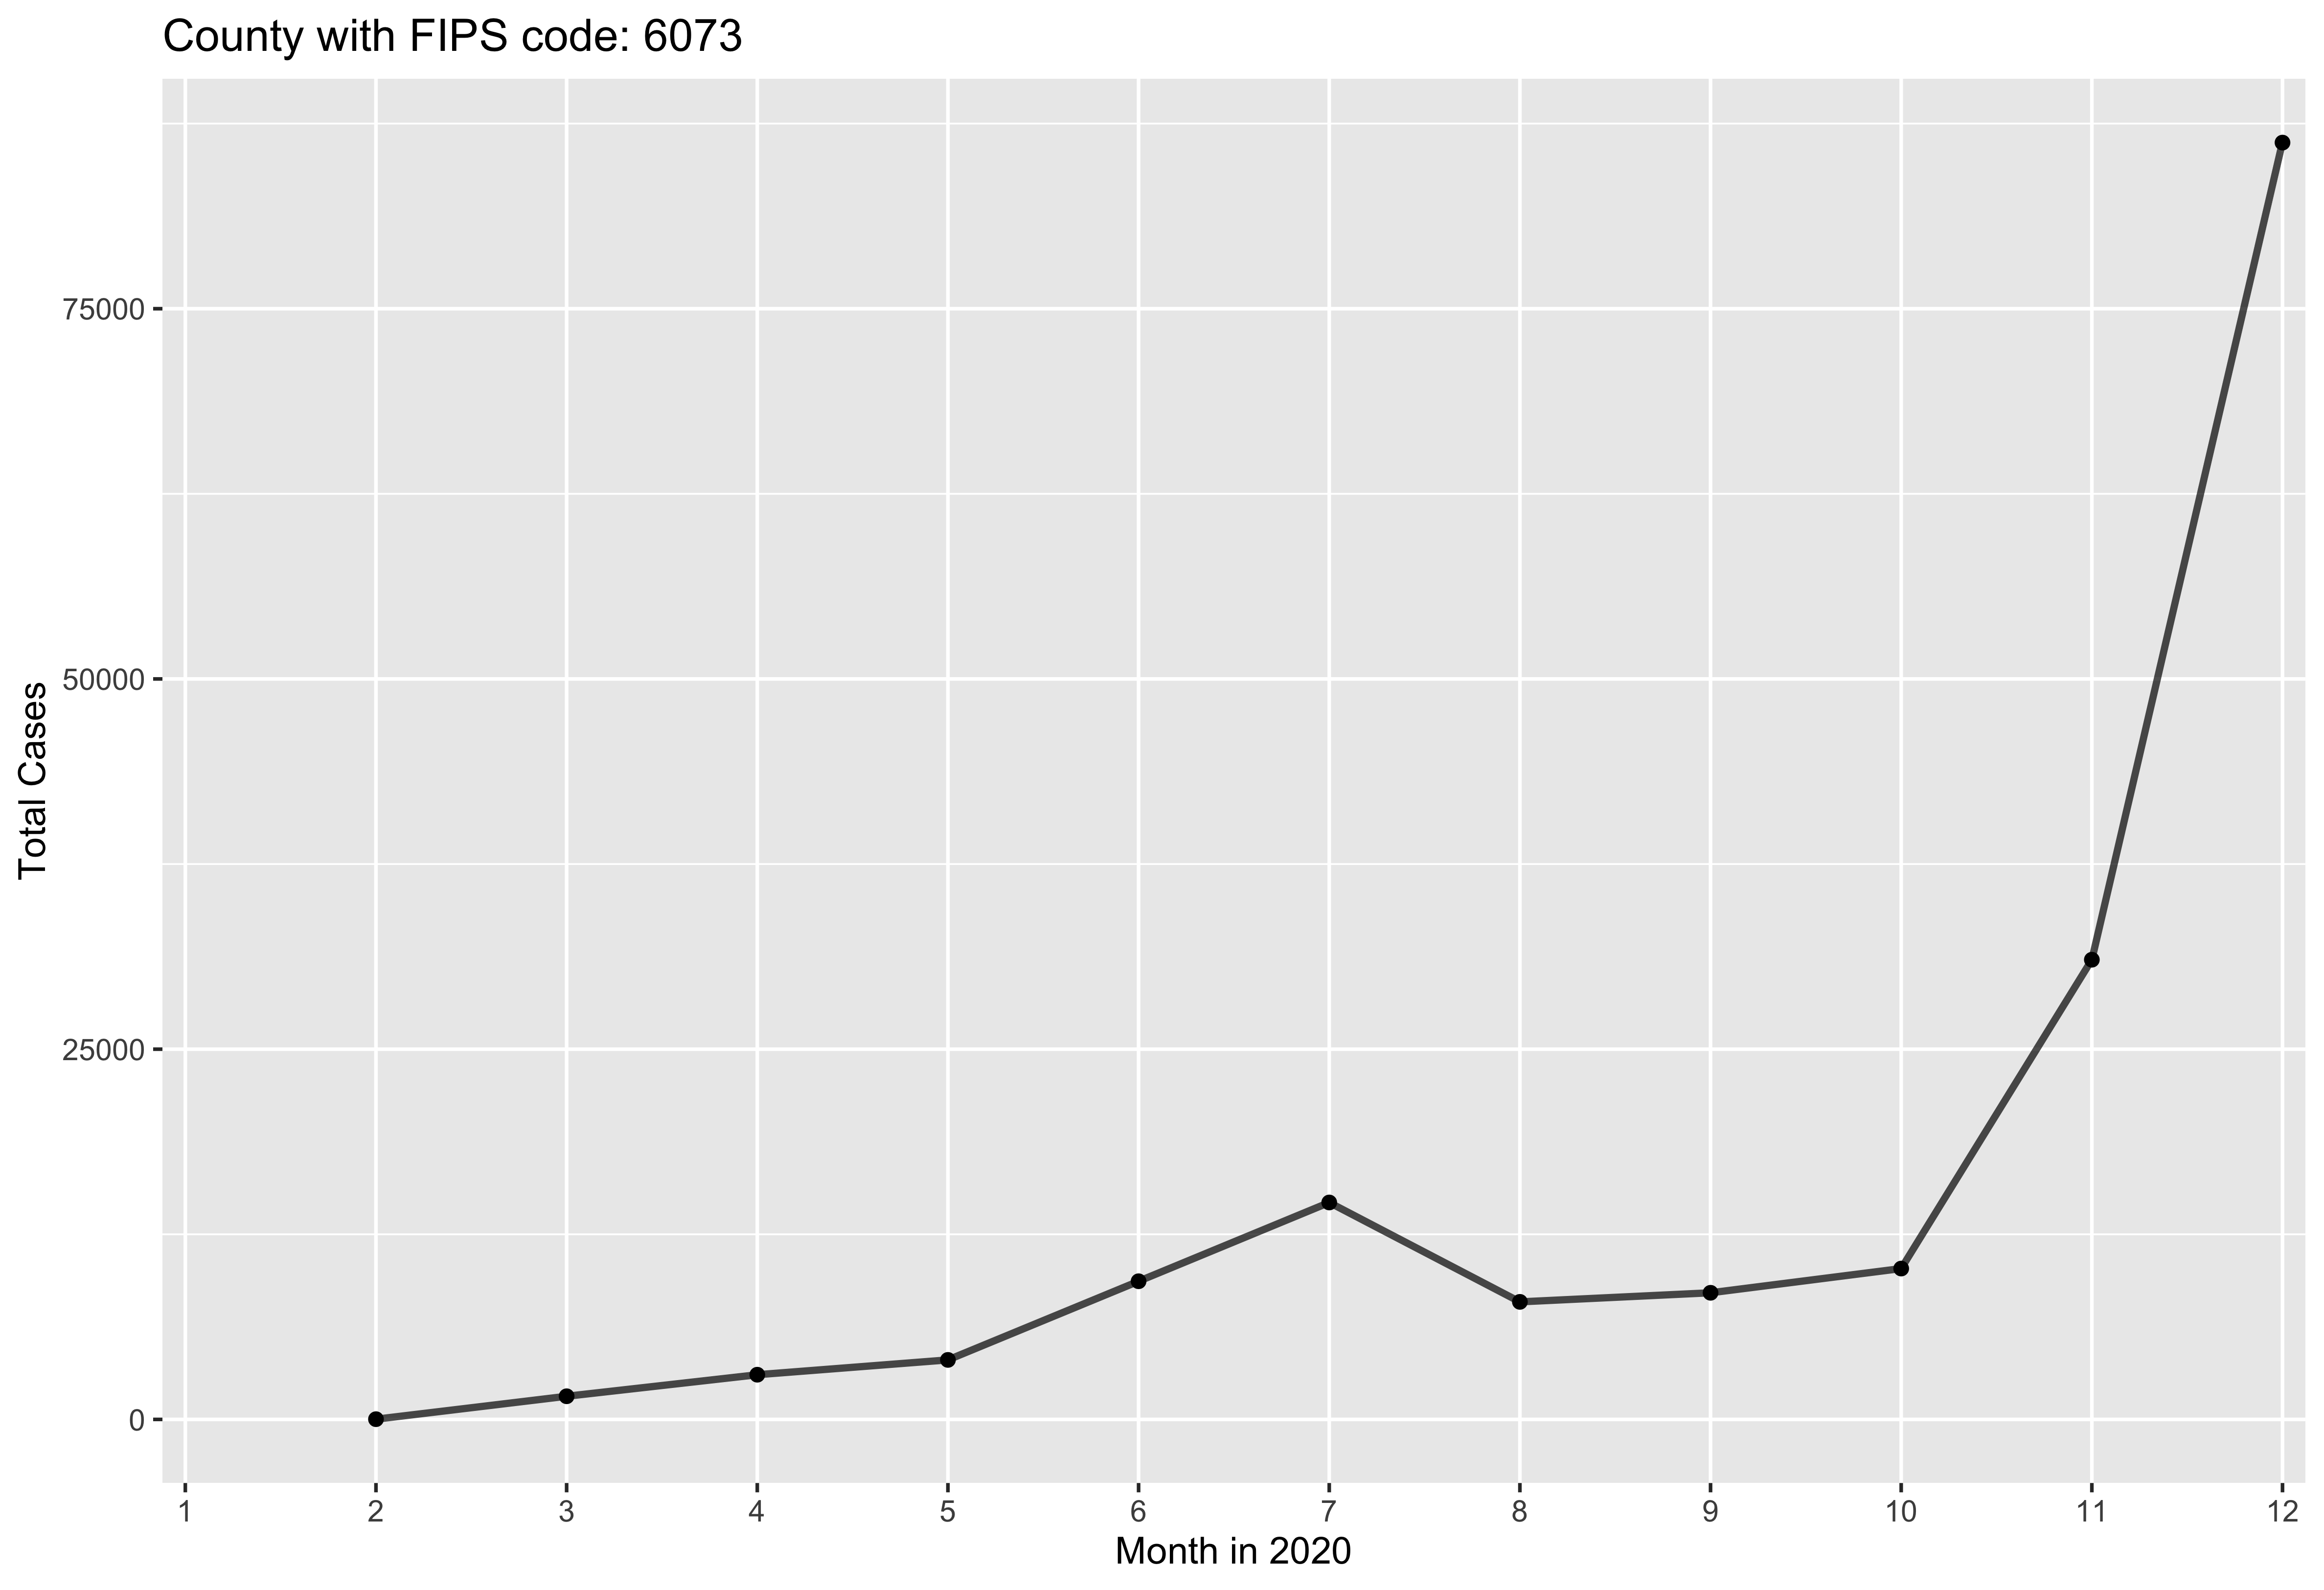 County with FIPS code: 6073
Total Cases
75000
50000
25000
0
1 2 3 4 5 6 7 8 9 10 11 12
Month in 2020